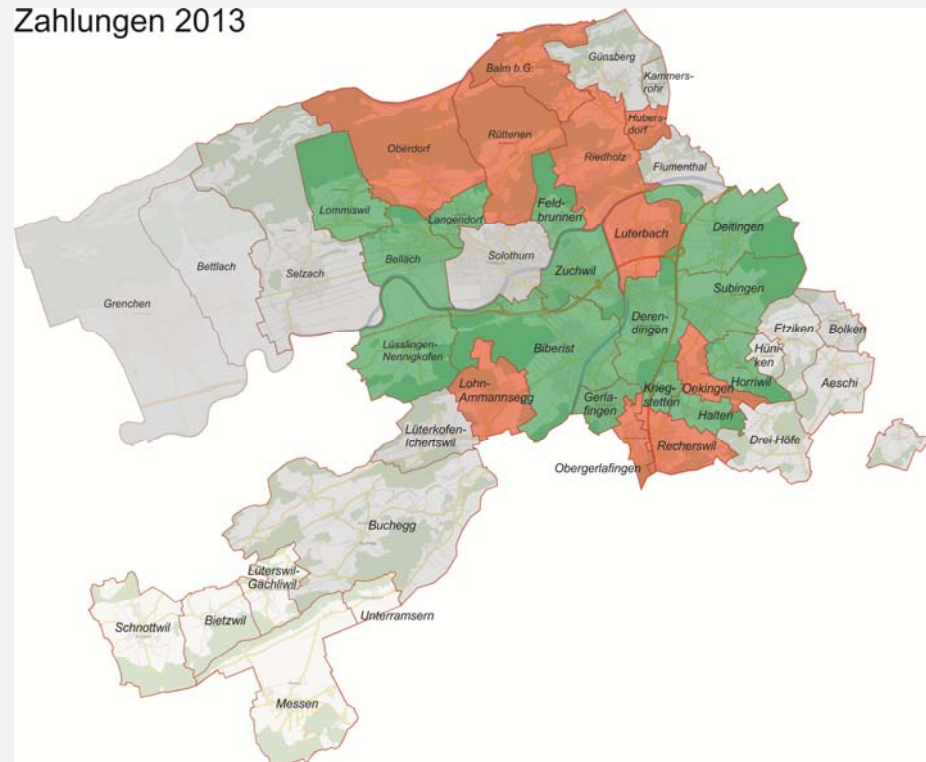 Zahlungen 2013
Günsberg
Balm b.G.
Kammers-
rohr
Hubers-
dorf
Rüttenen
Oberdorf
Riedholz
Flumenthal
Lommiswil
Feld-
brunnen
Langendorf
Luterbach
Deitingen
Bellach
Solothurn
Bettlach
Selzach
Zuchwil
Subingen
Grenchen
Deren-
dingen
Etziken
Bolken
Lüsslingen-
Nennigkofen
Biberist
Hüni-
ken
Lohn-
Ammannsegg
Oekingen
Horriwil
Aeschi
Gerla-
fingen
Krieg-
stetten
Halten
Lüterkofen-
Ichertswil
Drei Höfe
Recherswil
Obergerlafingen
Buchegg
Lüterswil-
Gächliwil
Unterramsern
Schnottwil
Bietzwil
Messen